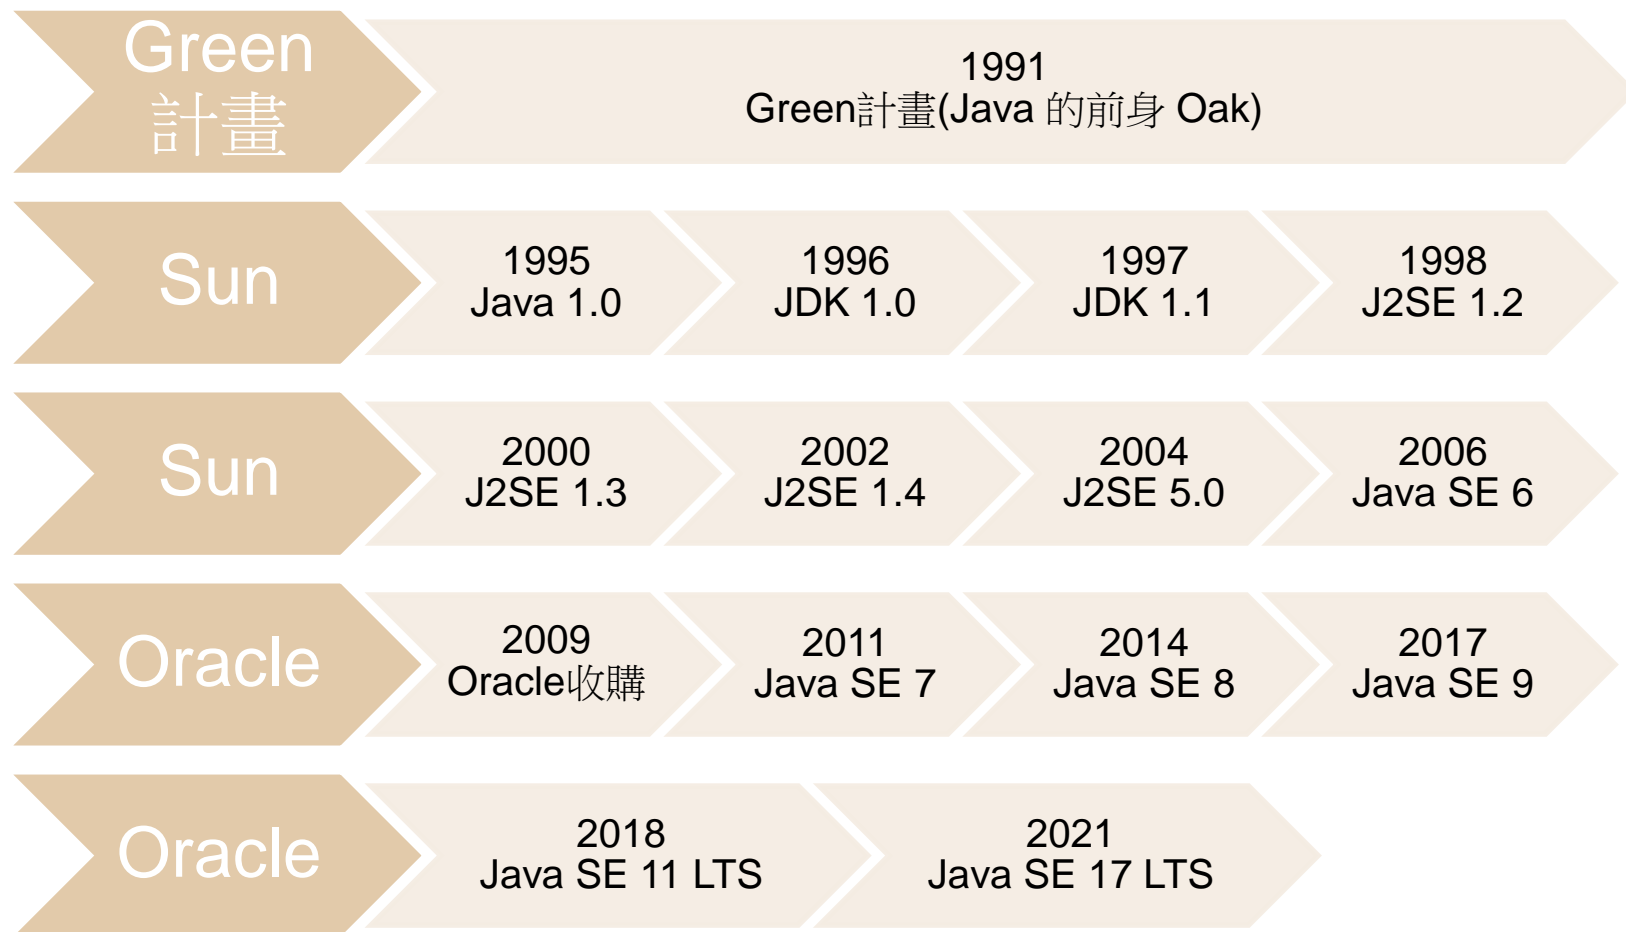 Green
計畫
1991
Green計畫(Java 的前身 Oak)
Sun
1995
Java 1.0
1996
JDK 1.0
1997
JDK 1.1
1998
J2SE 1.2
Sun
2000
J2SE 1.3
2002
J2SE 1.4
2004
J2SE 5.0
2006
Java SE 6
Oracle
2009
Oracle收購
2011
Java SE 7
2014
Java SE 8
2017
Java SE 9
Oracle
2018
Java SE 11 LTS
2021
Java SE 17 LTS